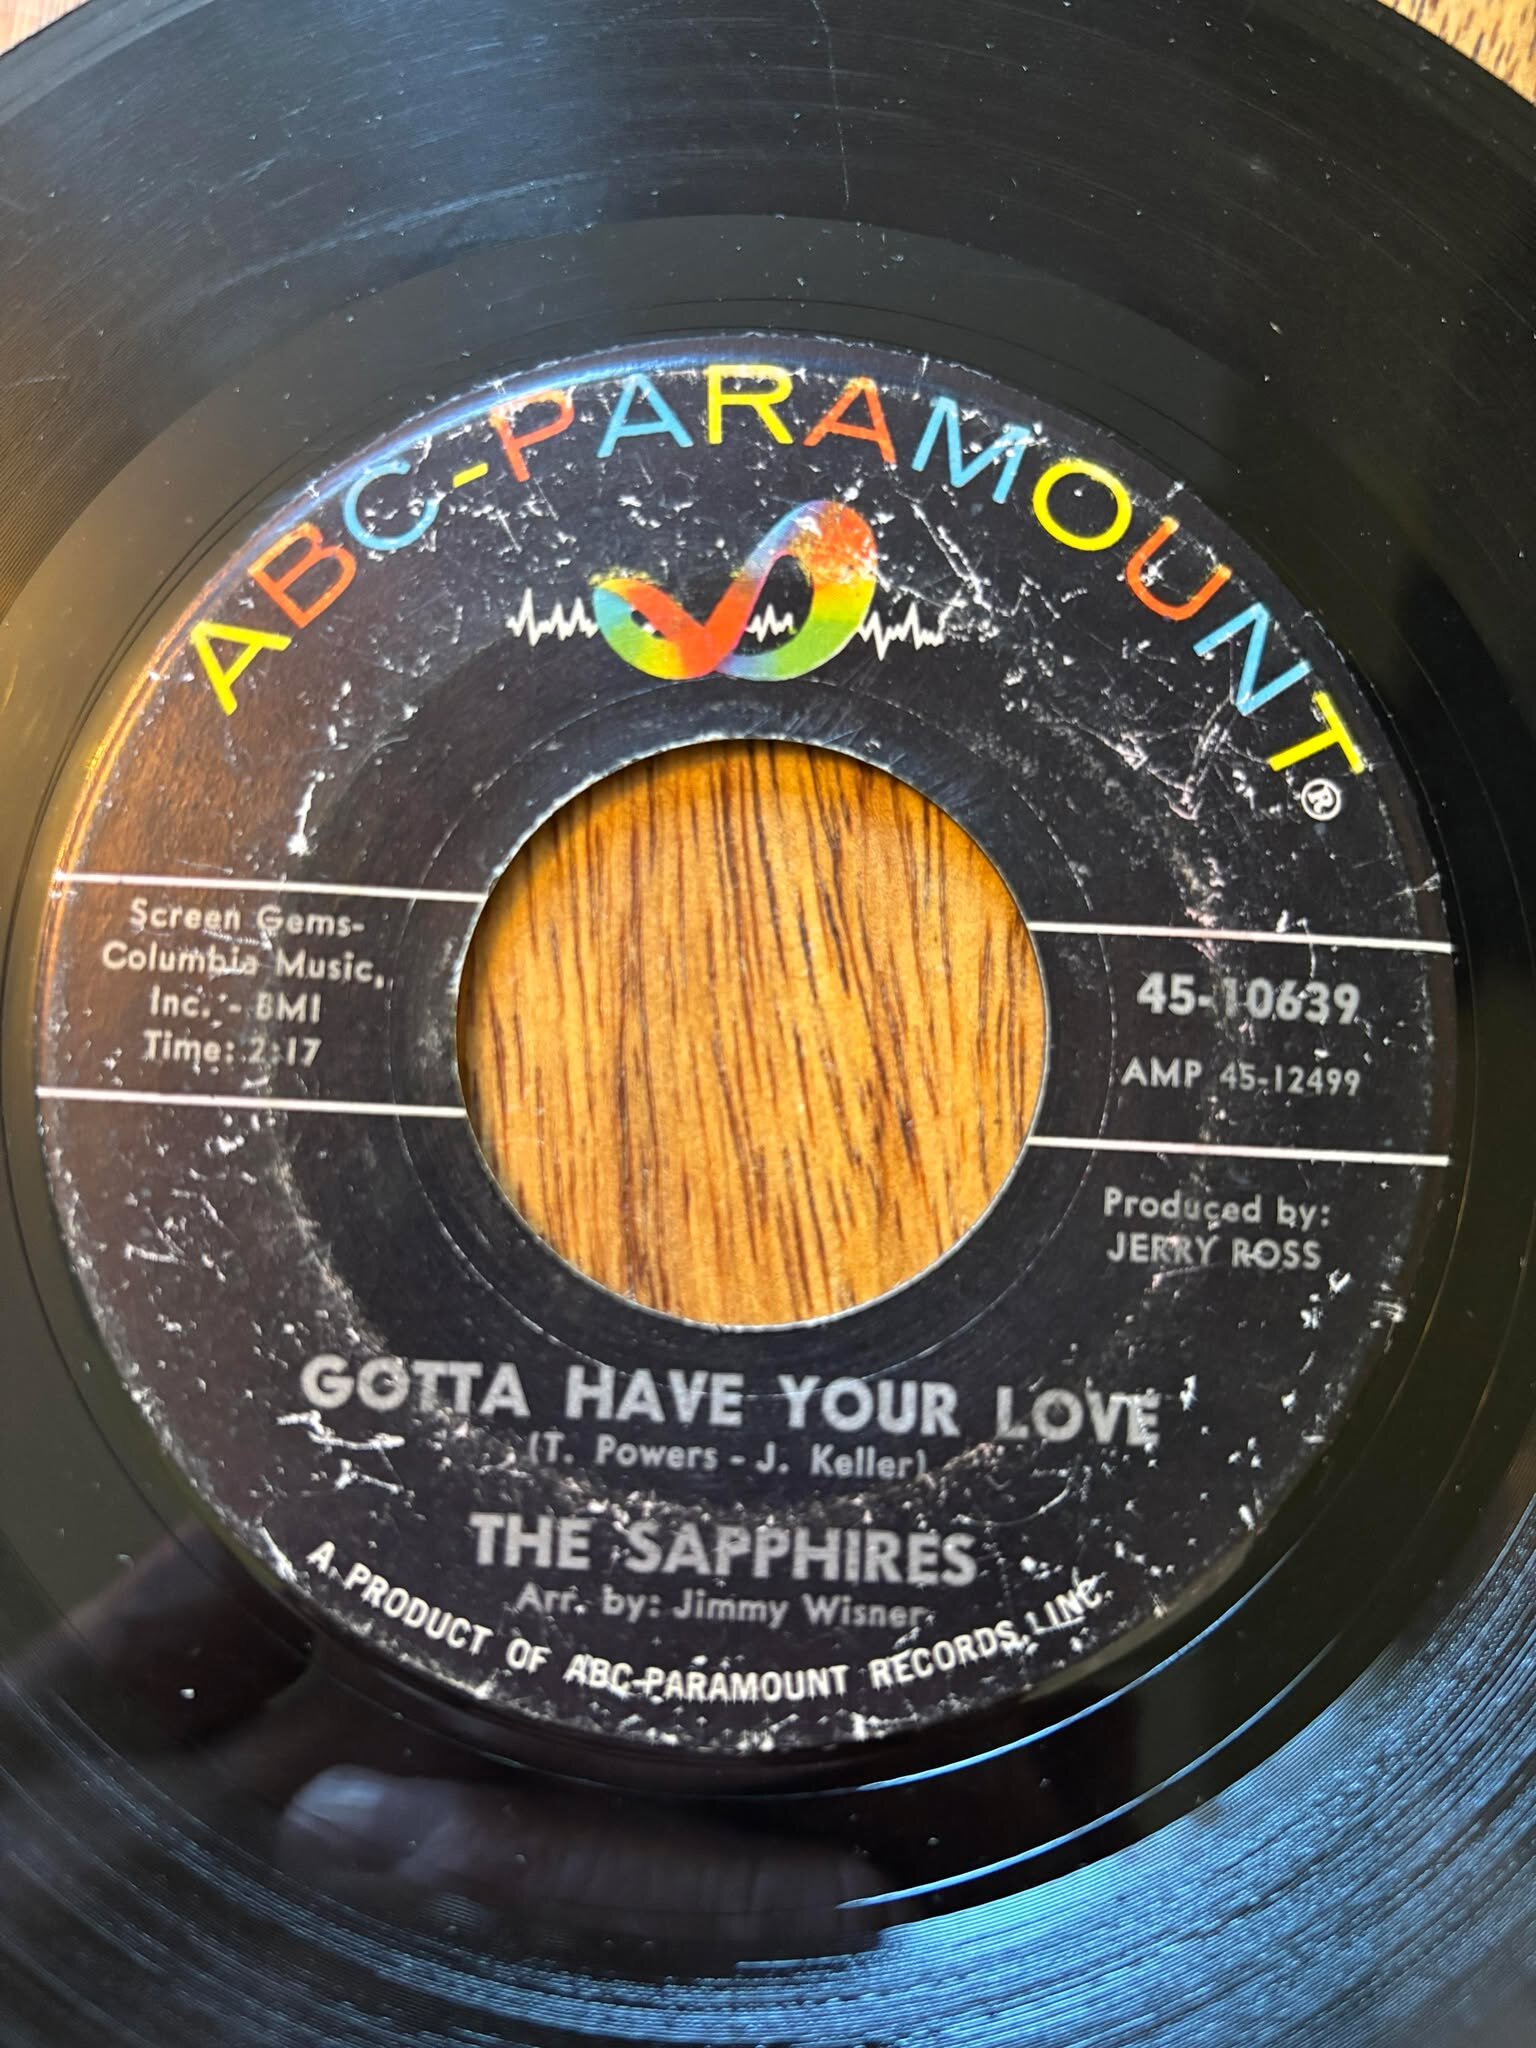 ABC-PARAMOUNT®
Screen Gems-
Columbia Music,
Inc. - BMI
Time: 2:17
45-10639
AMP 45-12499
Produced by:
JERRY ROSS
GOTTA HAVE YOUR LOVE
(T. Powers - J. Keller)
THE SAPPHIRES
Arr. by: Jimmy Wisner
A PRODUCT OF ABC-PARAMOUNT RECORDS, INC.